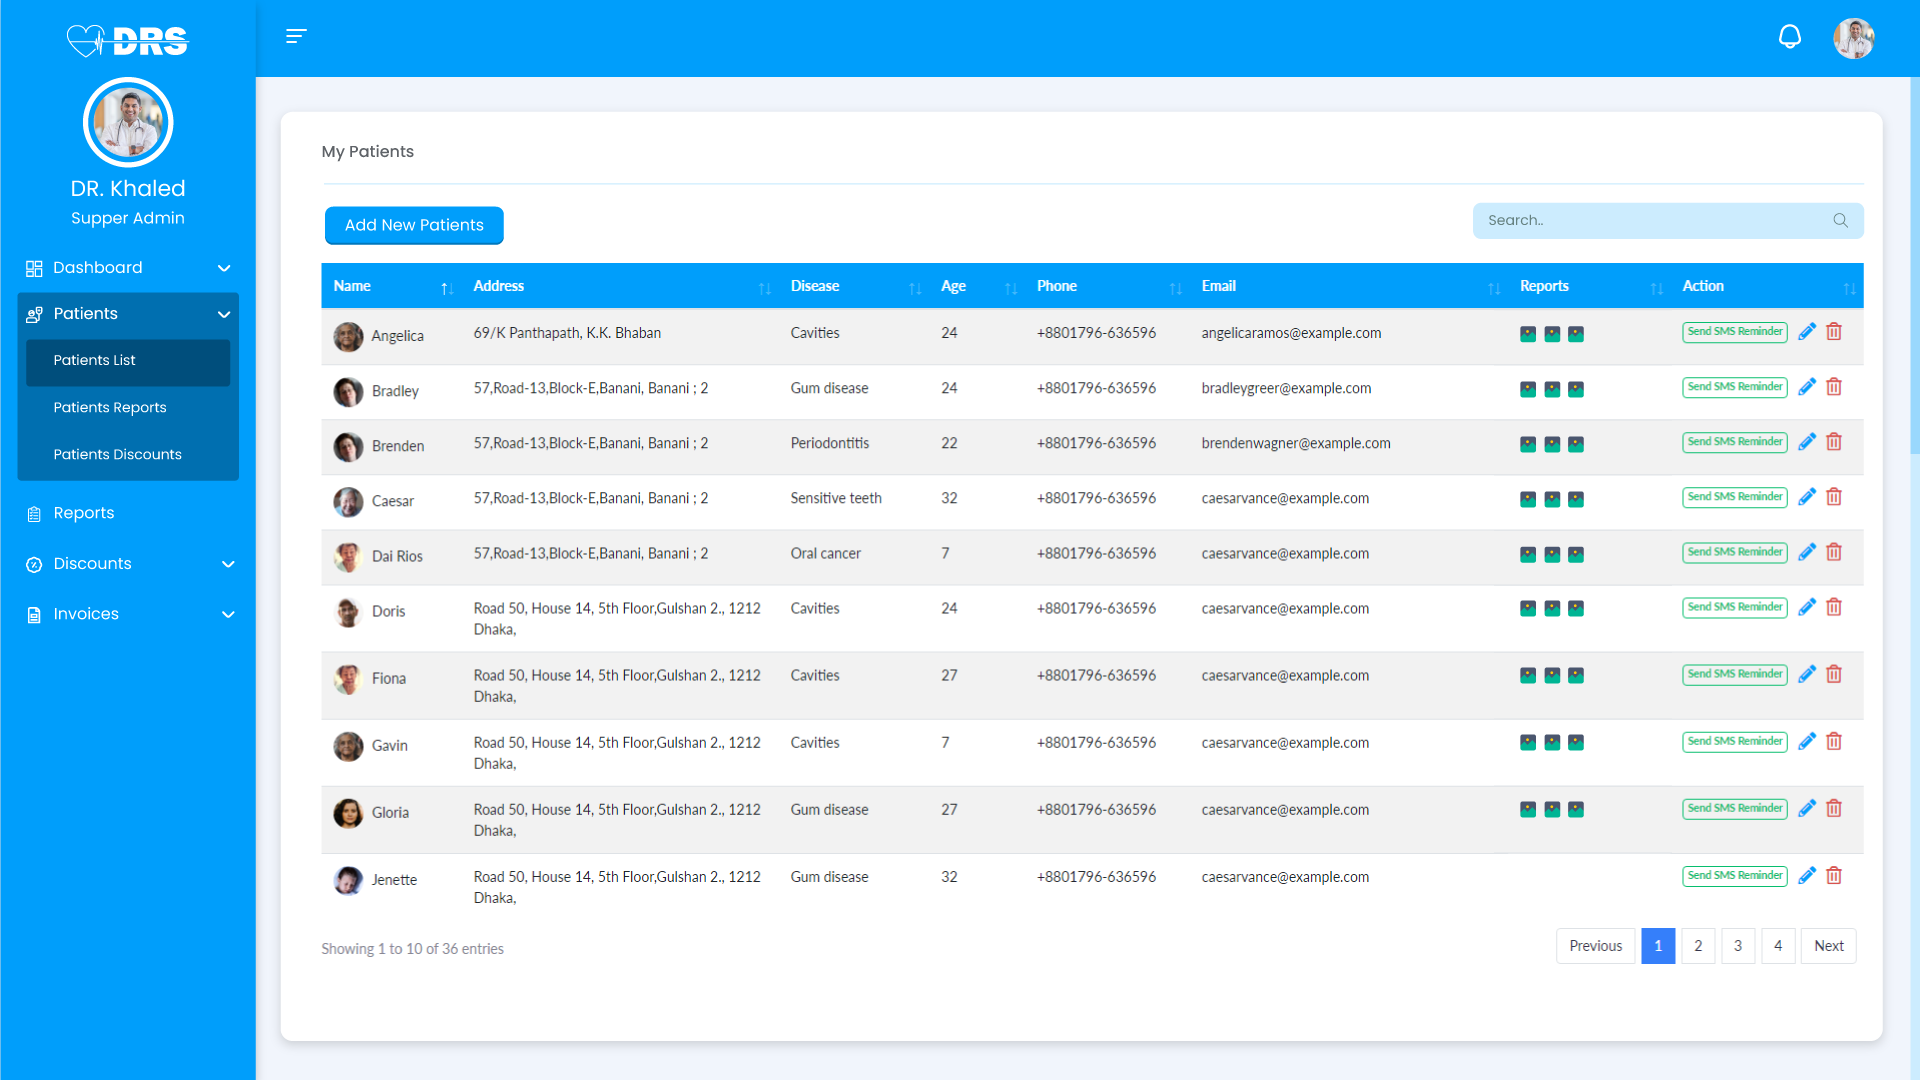 DRS
DR. Khaled
Supper Admin
Dashboard
Patients
Patients List
Patients Reports
Patients Discounts
Reports
Discounts
Invoices
My Patients
Add New Patients
Search..
Name Address Disease Age Phone Email Reports Action
Angelica 69/K Panthapath, K.K. Bhaban Cavities 24 +8801796-636596 angelicaramos@example.com Send SMS Reminder
Bradley 57,Road-13,Block-E,Banani, Banani ; 2 Gum disease 24 +8801796-636596 bradleygreer@example.com Send SMS Reminder
Brenden 57,Road-13,Block-E,Banani, Banani ; 2 Periodontitis 22 +8801796-636596 brendenwagner@example.com Send SMS Reminder
Caesar 57,Road-13,Block-E,Banani, Banani ; 2 Sensitive teeth 32 +8801796-636596 caesarvance@example.com Send SMS Reminder
Dai Rios 57,Road-13,Block-E,Banani, Banani ; 2 Oral cancer 7 +8801796-636596 caesarvance@example.com Send SMS Reminder
Doris Road 50, House 14, 5th Floor,Gulshan 2., 1212 Cavities 24 +8801796-636596 caesarvance@example.com Send SMS Reminder
Dhaka,
Fiona Road 50, House 14, 5th Floor,Gulshan 2., 1212 Cavities 27 +8801796-636596 caesarvance@example.com Send SMS Reminder
Dhaka,
Gavin Road 50, House 14, 5th Floor,Gulshan 2., 1212 Cavities 7 +8801796-636596 caesarvance@example.com Send SMS Reminder
Dhaka,
Gloria Road 50, House 14, 5th Floor,Gulshan 2., 1212 Gum disease 27 +8801796-636596 caesarvance@example.com Send SMS Reminder
Dhaka,
Jenette Road 50, House 14, 5th Floor,Gulshan 2., 1212 Gum disease 32 +8801796-636596 caesarvance@example.com Send SMS Reminder
Dhaka,
Showing 1 to 10 of 36 entries
Previous 1 2 3 4 Next